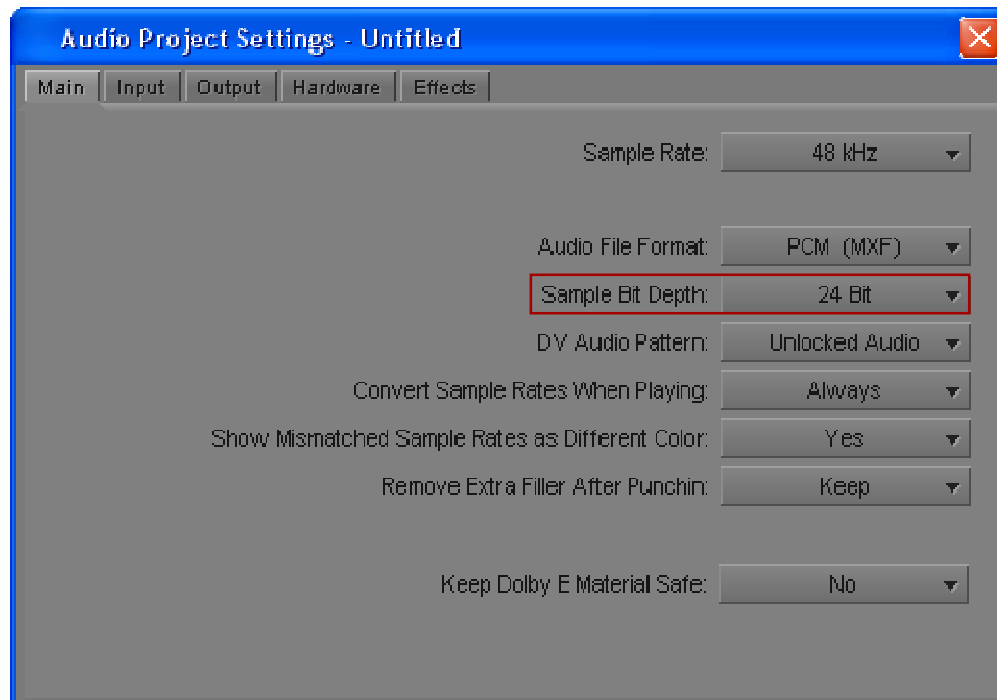 Audio Project Settings - Untitled
Main Input Output Hardware Effects
Sample Rate: 48 kHz
Audio File Format: PCM (MXF)
Sample Bit Depth: 24 Bit
DV Audio Pattern: Unlocked Audio
Convert Sample Rates When Playing: Always
Show Mismatched Sample Rates as Different Color: Yes
Remove Extra Filler After Punchin: Keep
Keep Dolby E Material Safe: No